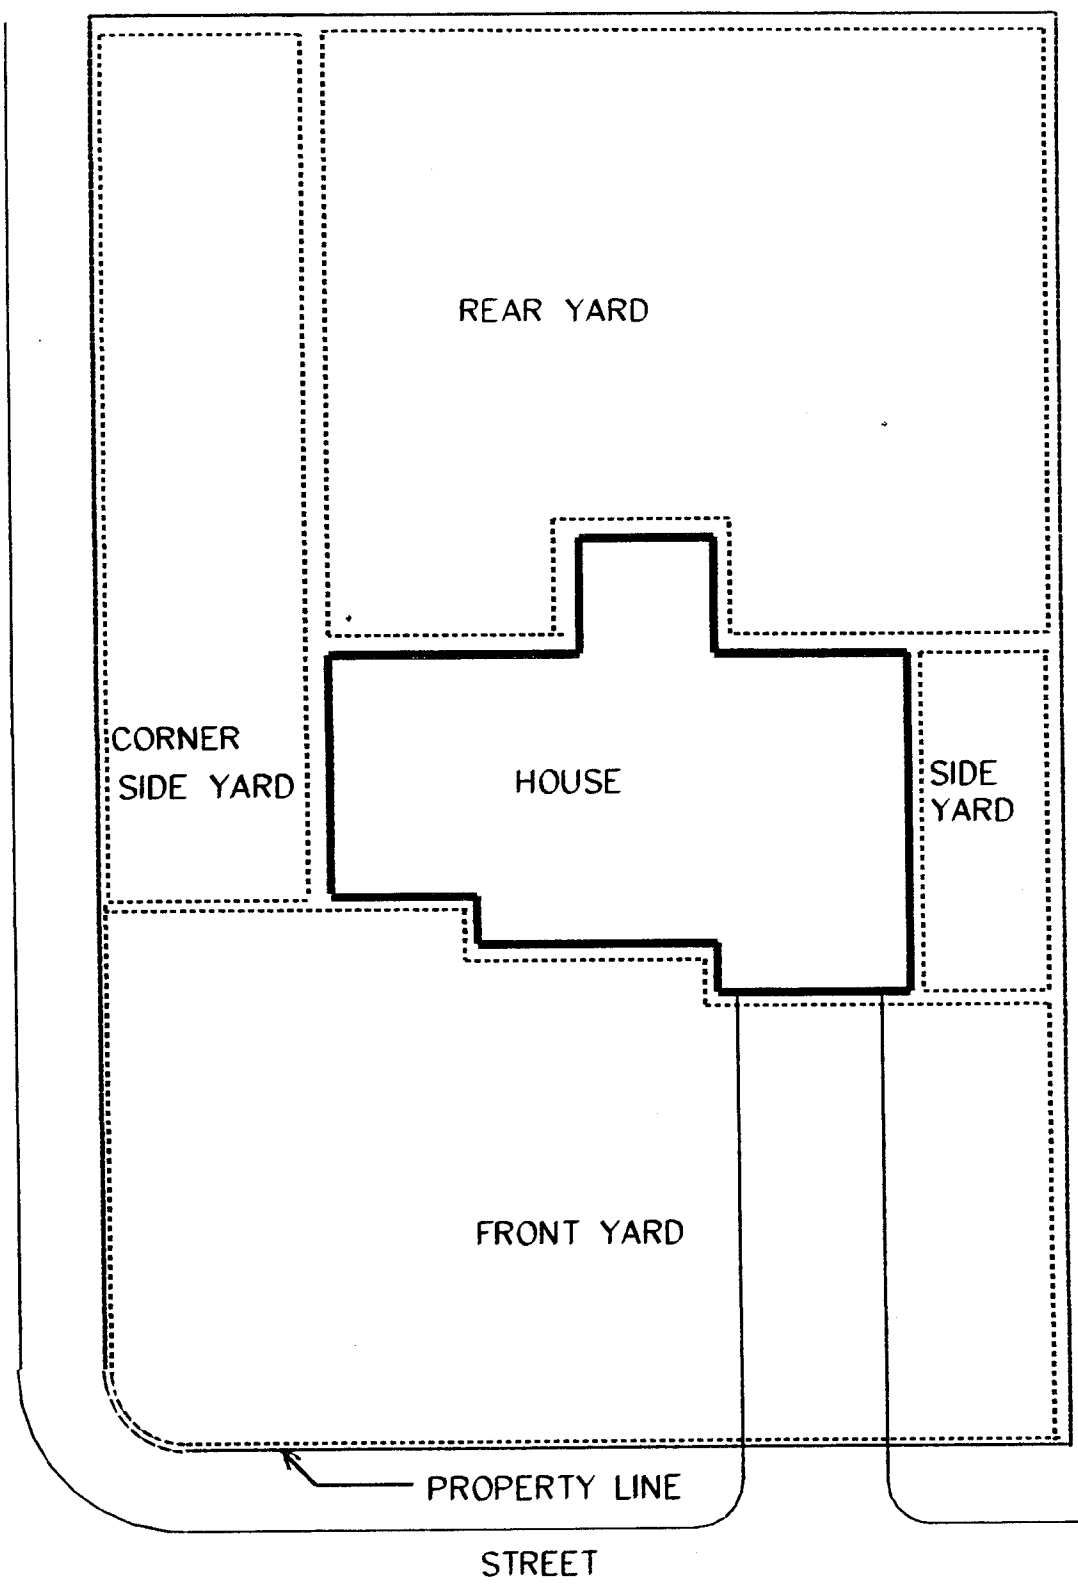 REAR YARD
CORNER
SIDE YARD
HOUSE
SIDE
YARD
FRONT YARD
PROPERTY LINE
STREET